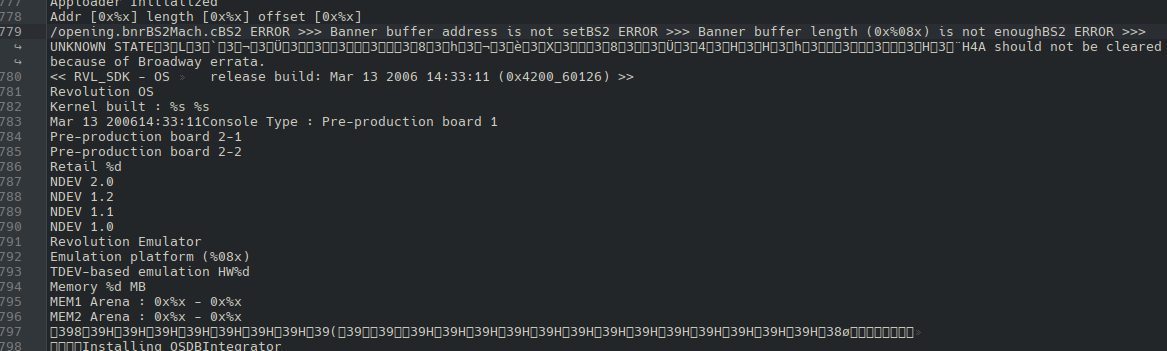 777 Apploader Initialized
778 Addr [0x%x] length [0x%x] offset [0x%x]
779 /opening.bnrBS2Mach.cBS2 ERROR >>> Banner buffer address is not setBS2 ERROR >>> Banner buffer length (0x%08x) is not enoughBS2 ERROR >>>
UNKNOWN STATE H4A should not be cleared
because of Broadway errata.
780 << RVL_SDK - OS » release build: Mar 13 2006 14:33:11 (0x4200_60126) >>
781 Revolution OS
782 Kernel built : %s %s
783 Mar 13 200614:33:11Console Type : Pre-production board 1
784 Pre-production board 2-1
785 Pre-production board 2-2
786 Retail %d
787 NDEV 2.0
788 NDEV 1.2
789 NDEV 1.1
790 NDEV 1.0
791 Revolution Emulator
792 Emulation platform (%08x)
793 TDEV-based emulation HW%d
794 Memory %d MB
795 MEM1 Arena : 0x%x - 0x%x
796 MEM2 Arena : 0x%x - 0x%x
797
798 Installing OSDBIntegrator